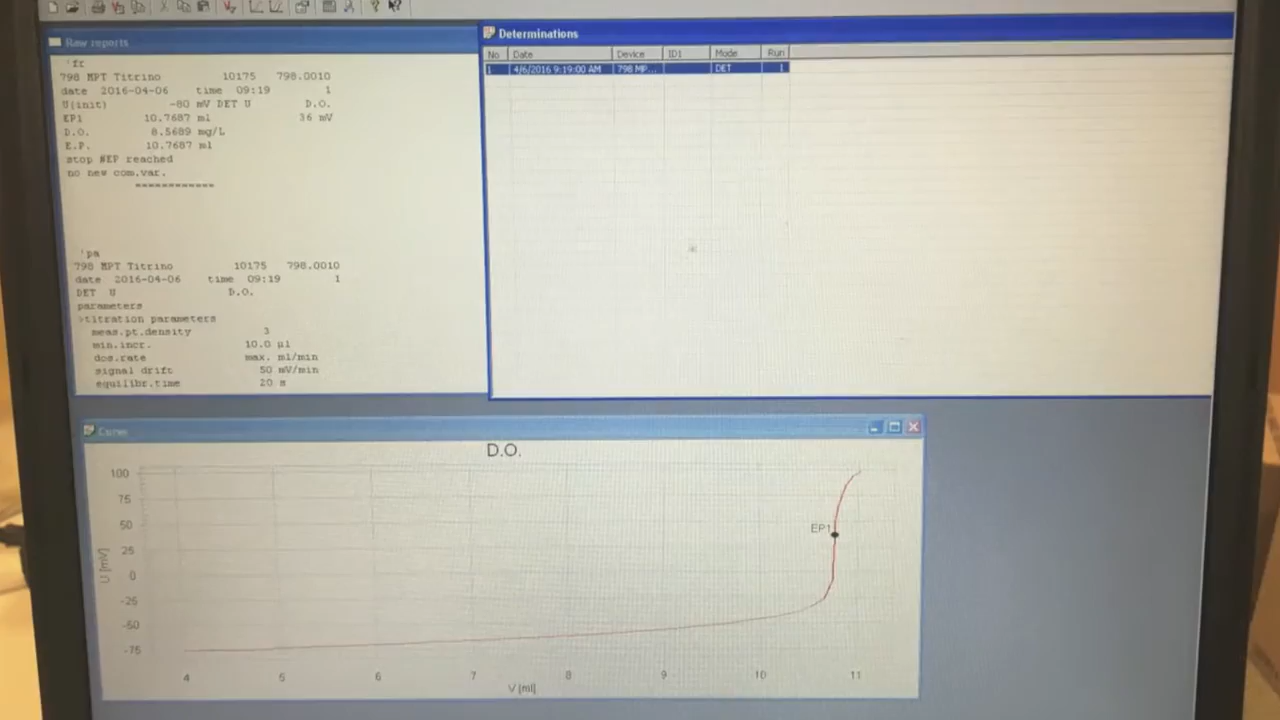 Raw reports
'fr
798 MPT Titrino 10175 798.0010
date 2016-04-06 time 09:19 1
U(init) -80 mV DET U D.O.
EP1 10.7687 ml 36 mV
D.O. 8.5689 mg/L
E.P. 10.7687 ml
stop #EP reached
no new com.var.
============
'pa
798 MPT Titrino 10175 798.0010
date 2016-04-06 time 09:19 1
DET U D.O.
parameters
>titration parameters
meas.pt.density 3
min.incr. 10.0 µl
dos.rate max. ml/min
signal drift 50 mV/min
equilibr.time 20 s
Determinations
No Date Device ID1 Mode Run
1 4/6/2016 9:19:00 AM 798 MP... DET 1
Curves
D.O.
100
75
50
25
0
-25
-50
-75
U [mV]
EP1
4 5 6 7 8 9 10 11
V [ml]